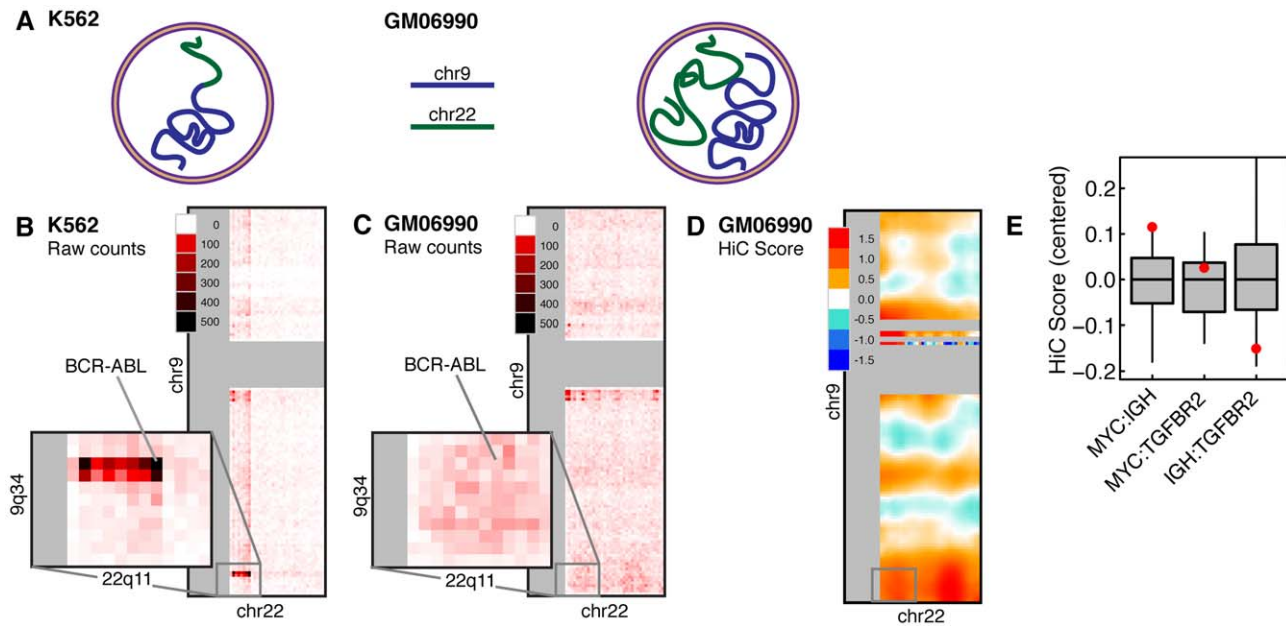 A K562
GM06990
chr9
chr22
B K562
Raw counts
0
100
200
300
400
500
BCR-ABL
chr9
9q34
22q11
chr22
C GM06990
Raw counts
0
100
200
300
400
500
BCR-ABL
chr9
9q34
22q11
chr22
D GM06990
HiC Score
1.5
1.0
0.5
0.0
-0.5
-1.0
-1.5
chr9
chr22
E
HiC Score (centered)
0.2
0.1
0.0
−0.1
−0.2
MYC:IGH
MYC:TGFBR2
IGH:TGFBR2